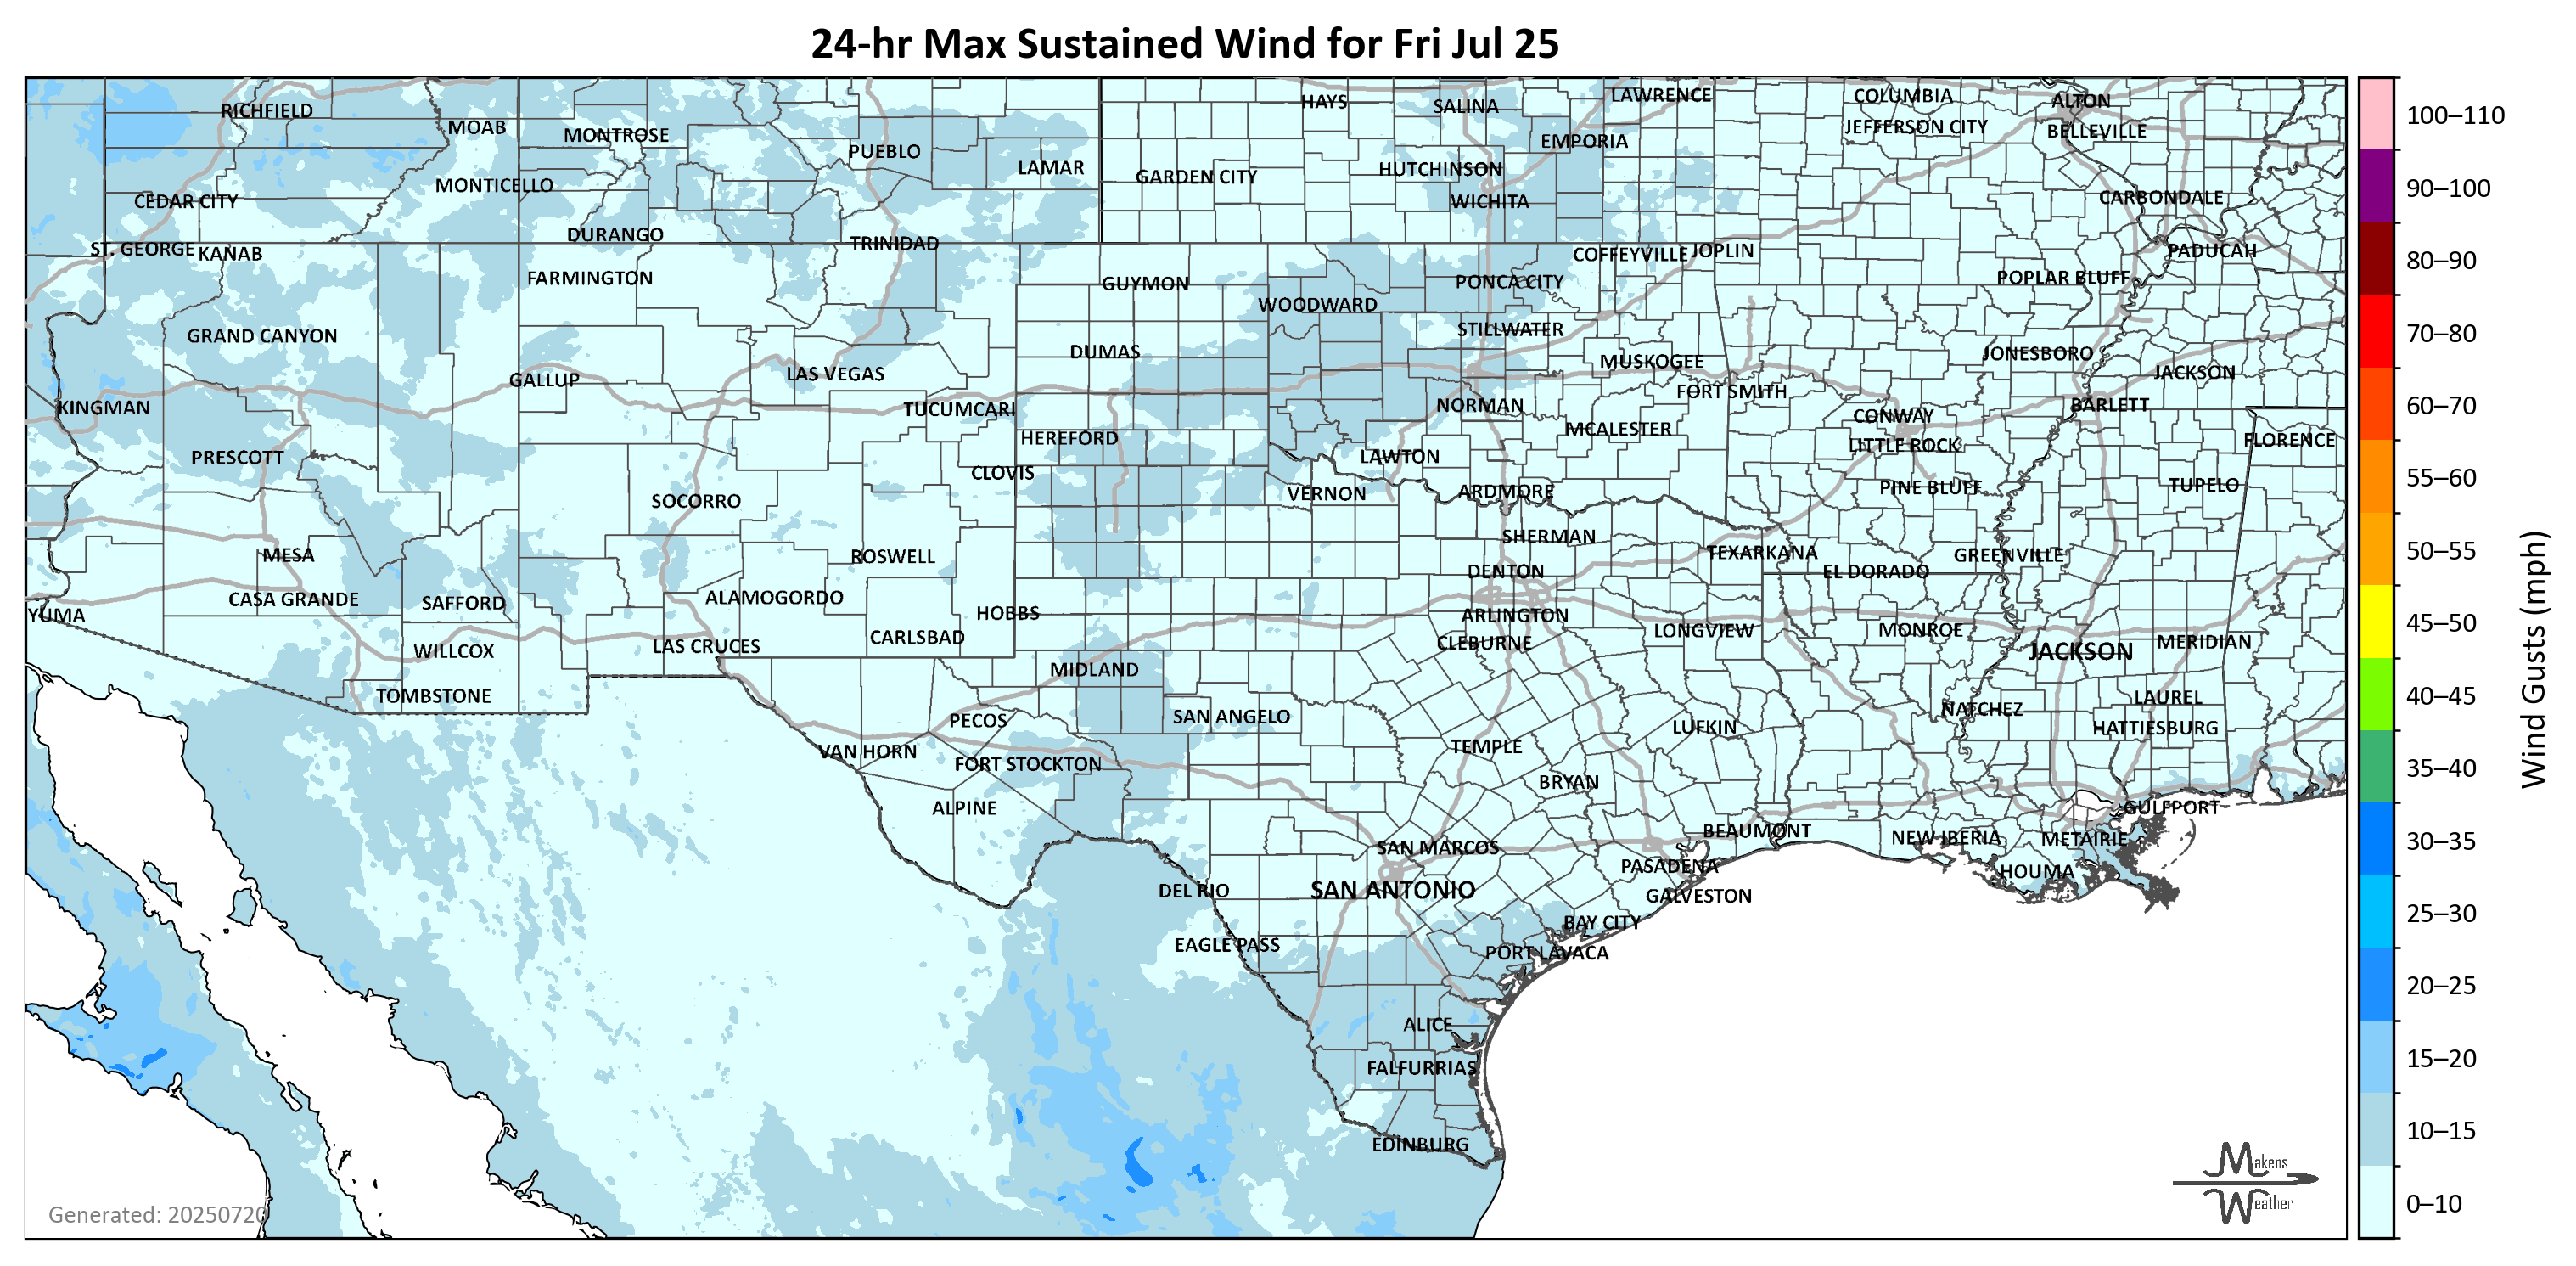 24-hr Max Sustained Wind for Fri Jul 25
RICHFIELD
MOAB
MONTROSE
PUEBLO
LAMAR
HAYS
SALINA
LAWRENCE
COLUMBIA
ALTON
JEFFERSON CITY
BELLEVILLE
EMPORIA
HUTCHINSON
GARDEN CITY
MONTICELLO
CEDAR CITY
WICHITA
CARBONDALE
DURANGO
TRINIDAD
ST. GEORGE
KANAB
COFFEYVILLE
JOPLIN
PADUCAH
FARMINGTON
GUYMON
PONCA CITY
POPLAR BLUFF
WOODWARD
GRAND CANYON
STILLWATER
DUMAS
MUSKOGEE
JONESBORO
GALLUP
LAS VEGAS
JACKSON
FORT SMITH
KINGMAN
TUCUMCARI
NORMAN
CONWAY
BARLETT
HEREFORD
MCALESTER
LITTLE ROCK
FLORENCE
PRESCOTT
LAWTON
CLOVIS
SOCORRO
VERNON
ARDMORE
PINE BLUFF
TUPELO
MESA
ROSWELL
SHERMAN
TEXARKANA
GREENVILLE
DENTON
EL DORADO
CASA GRANDE
SAFFORD
ALAMOGORDO
HOBBS
ARLINGTON
YUMA
WILLCOX
LAS CRUCES
CARLSBAD
CLEBURNE
LONGVIEW
MONROE
JACKSON
MERIDIAN
TOMBSTONE
MIDLAND
PECOS
SAN ANGELO
LUFKIN
NATCHEZ
LAUREL
HATTIESBURG
VAN HORN
FORT STOCKTON
TEMPLE
BRYAN
ALPINE
GULFPORT
SAN MARCOS
BEAUMONT
NEW IBERIA
METAIRIE
PASADENA
HOUMA
DEL RIO
SAN ANTONIO
GALVESTON
BAY CITY
EAGLE PASS
PORT LAVACA
ALICE
FALFURRIAS
EDINBURG
Generated: 20250720
Makens
Weather
100–110
90–100
80–90
70–80
60–70
55–60
50–55
45–50
40–45
35–40
30–35
25–30
20–25
15–20
10–15
0–10
Wind Gusts (mph)